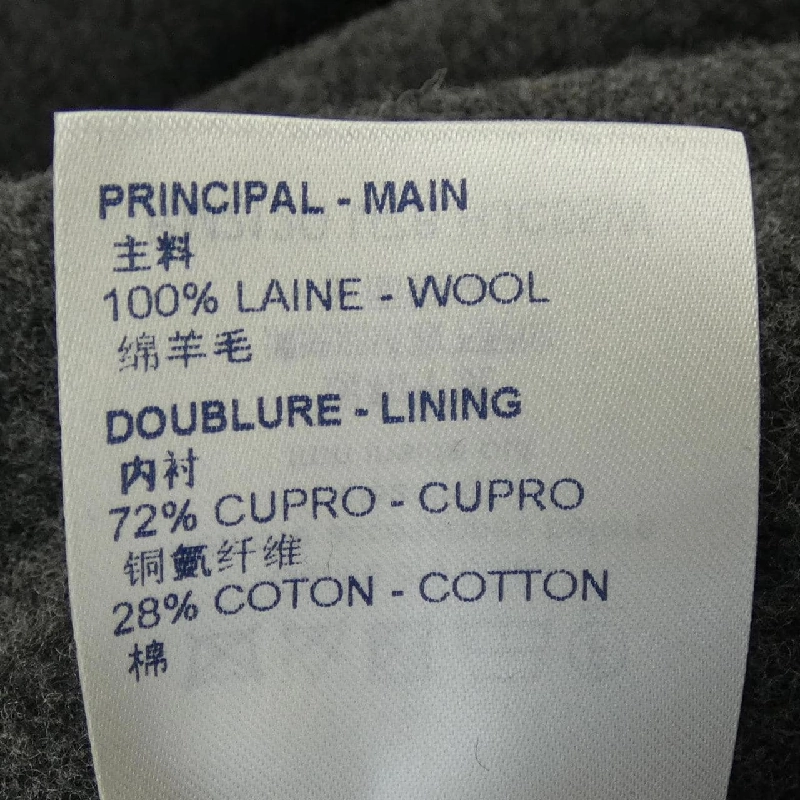 PRINCIPAL - MAIN
主料
100% LAINE - WOOL
绵羊毛
DOUBLURE - LINING
内衬
72% CUPRO - CUPRO
铜氨纤维
28% COTON - COTTON
棉